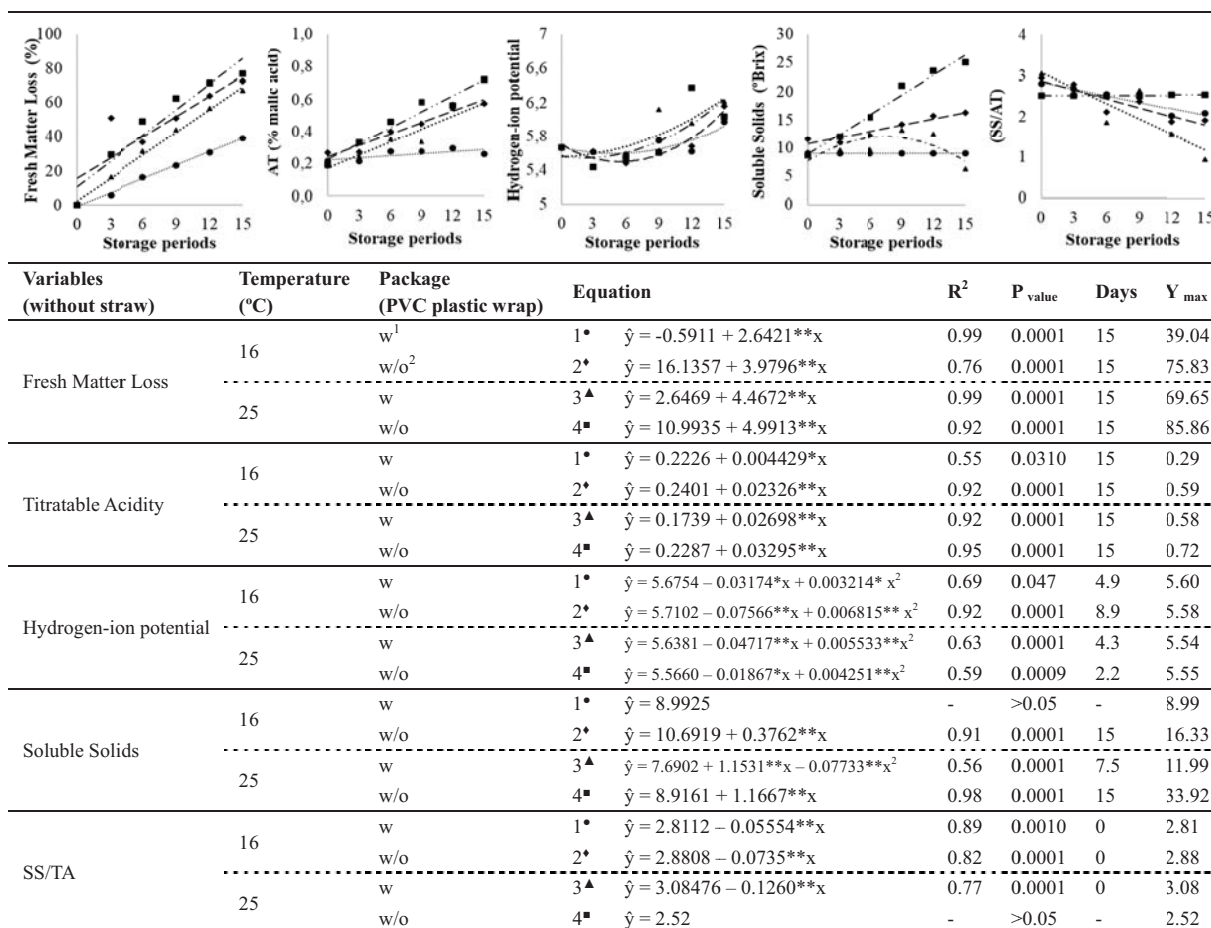 Fresh Matter Loss (%)
100
80
60
40
20
0
0 3 6 9 12 15
Storage periods
AT (% malic acid)
1,0
0,8
0,6
0,4
0,2
0,0
0 3 6 9 12 15
Storage periods
Hydrogen-ion potential
7
6,6
6,2
5,8
5,4
5
0 3 6 9 12 15
Storage periods
Soluble Solids (ºBrix)
30
25
20
15
10
5
0
0 3 6 9 12 15
Storage periods
(SS/AT)
4
3
2
1
0
0 3 6 9 12 15
Storage periods
Variables (without straw) Temperature (ºC) Package (PVC plastic wrap) Equation R² P value Days Y max
Fresh Matter Loss
16
w¹ 1● ŷ = -0.5911 + 2.6421**x 0.99 0.0001 15 39.04
w/o² 2♦ ŷ = 16.1357 + 3.9796**x 0.76 0.0001 15 75.83
25
w 3▲ ŷ = 2.6469 + 4.4672**x 0.99 0.0001 15 69.65
w/o 4■ ŷ = 10.9935 + 4.9913**x 0.92 0.0001 15 85.86
Titratable Acidity
16
w 1● ŷ = 0.2226 + 0.004429*x 0.55 0.0310 15 0.29
w/o 2♦ ŷ = 0.2401 + 0.02326**x 0.92 0.0001 15 0.59
25
w 3▲ ŷ = 0.1739 + 0.02698**x 0.92 0.0001 15 0.58
w/o 4■ ŷ = 0.2287 + 0.03295**x 0.95 0.0001 15 0.72
Hydrogen-ion potential
16
w 1● ŷ = 5.6754 – 0.03174*x + 0.003214* x² 0.69 0.047 4.9 5.60
w/o 2♦ ŷ = 5.7102 – 0.07566**x + 0.006815** x² 0.92 0.0001 8.9 5.58
25
w 3▲ ŷ = 5.6381 – 0.04717**x + 0.005533**x² 0.63 0.0001 4.3 5.54
w/o 4■ ŷ = 5.5660 – 0.01867*x + 0.004251**x² 0.59 0.0009 2.2 5.55
Soluble Solids
16
w 1● ŷ = 8.9925 - >0.05 - 8.99
w/o 2♦ ŷ = 10.6919 + 0.3762**x 0.91 0.0001 15 16.33
25
w 3▲ ŷ = 7.6902 + 1.1531**x – 0.07733**x² 0.56 0.0001 7.5 11.99
w/o 4■ ŷ = 8.9161 + 1.1667**x 0.98 0.0001 15 33.92
SS/TA
16
w 1● ŷ = 2.8112 – 0.05554**x 0.89 0.0010 0 2.81
w/o 2♦ ŷ = 2.8808 – 0.0735**x 0.82 0.0001 0 2.88
25
w 3▲ ŷ = 3.08476 – 0.1260**x 0.77 0.0001 0 3.08
w/o 4■ ŷ = 2.52 - >0.05 - 2.52